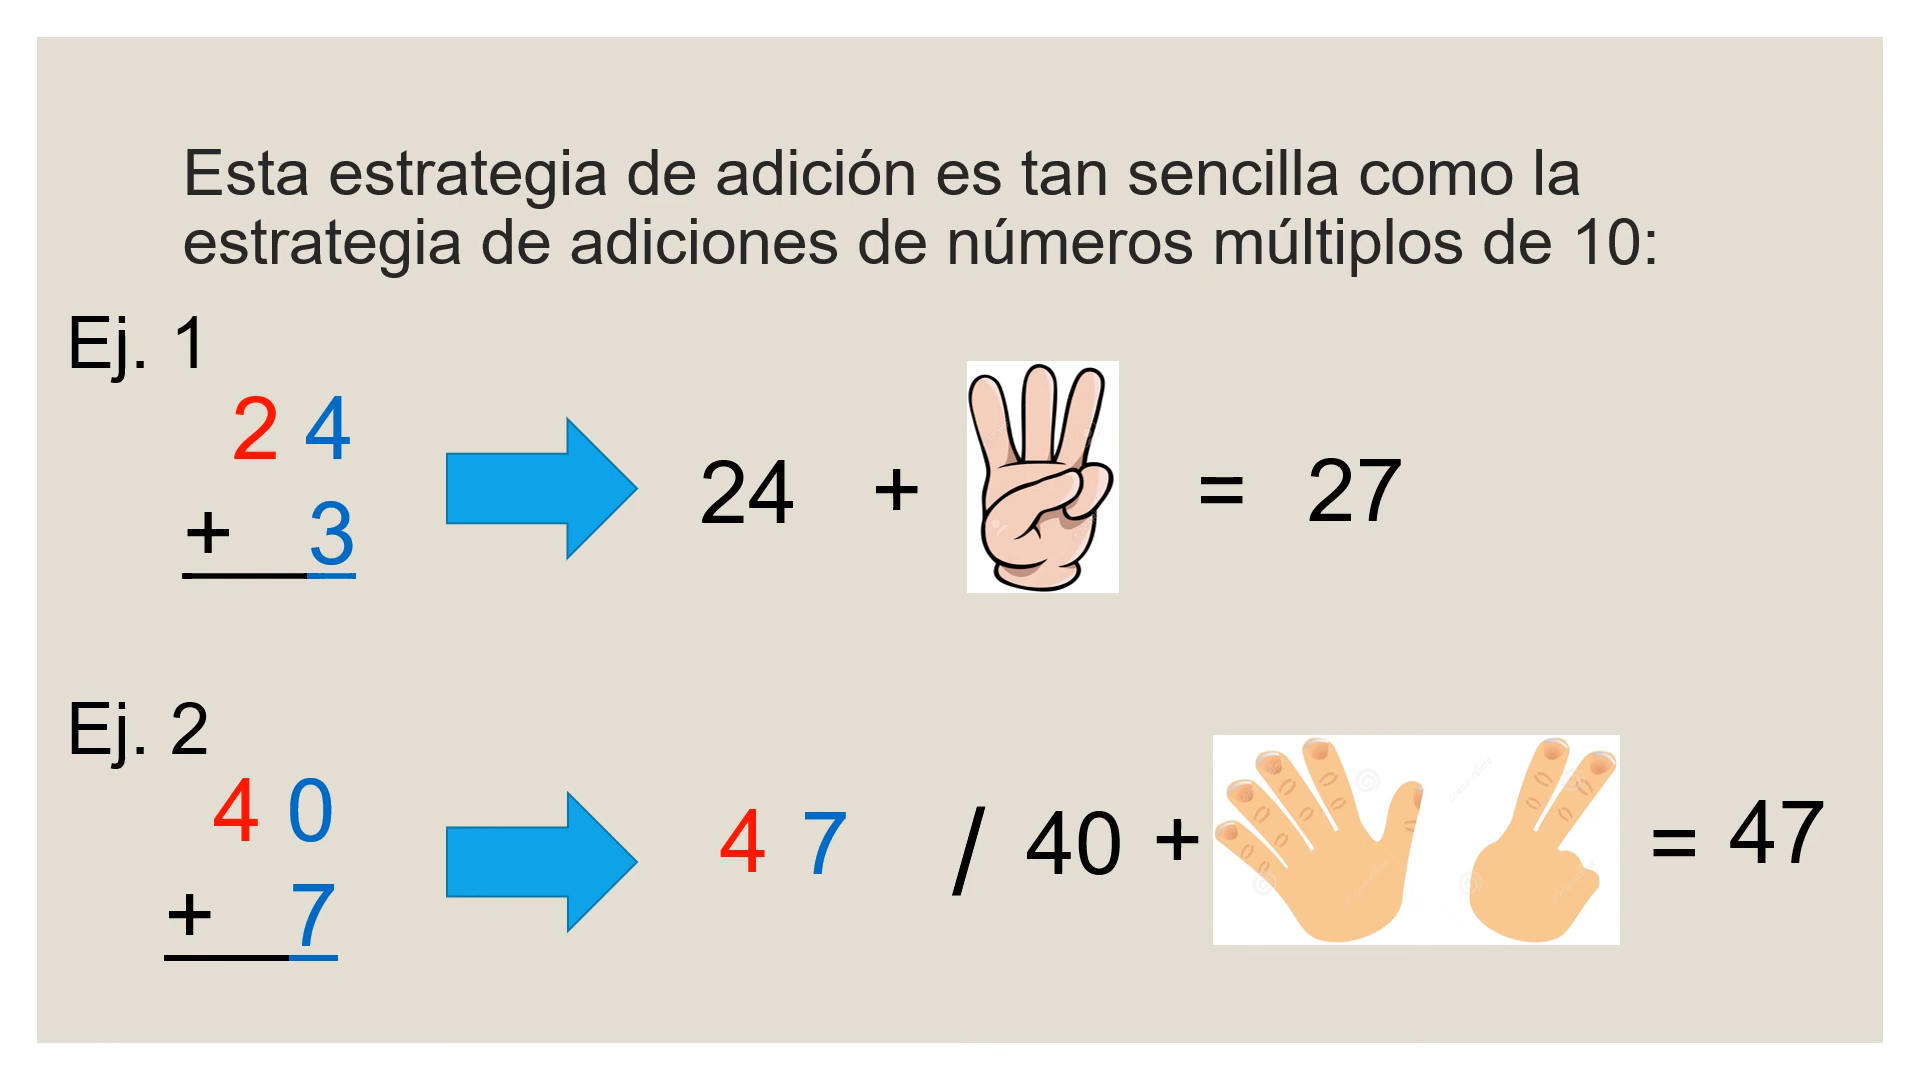 Esta estrategia de adición es tan sencilla como la
estrategia de adiciones de números múltiplos de 10:
Ej. 1
2 4
+ 3
24 + = 27
Ej. 2
4 0
+ 7
4 7 / 40 + = 47